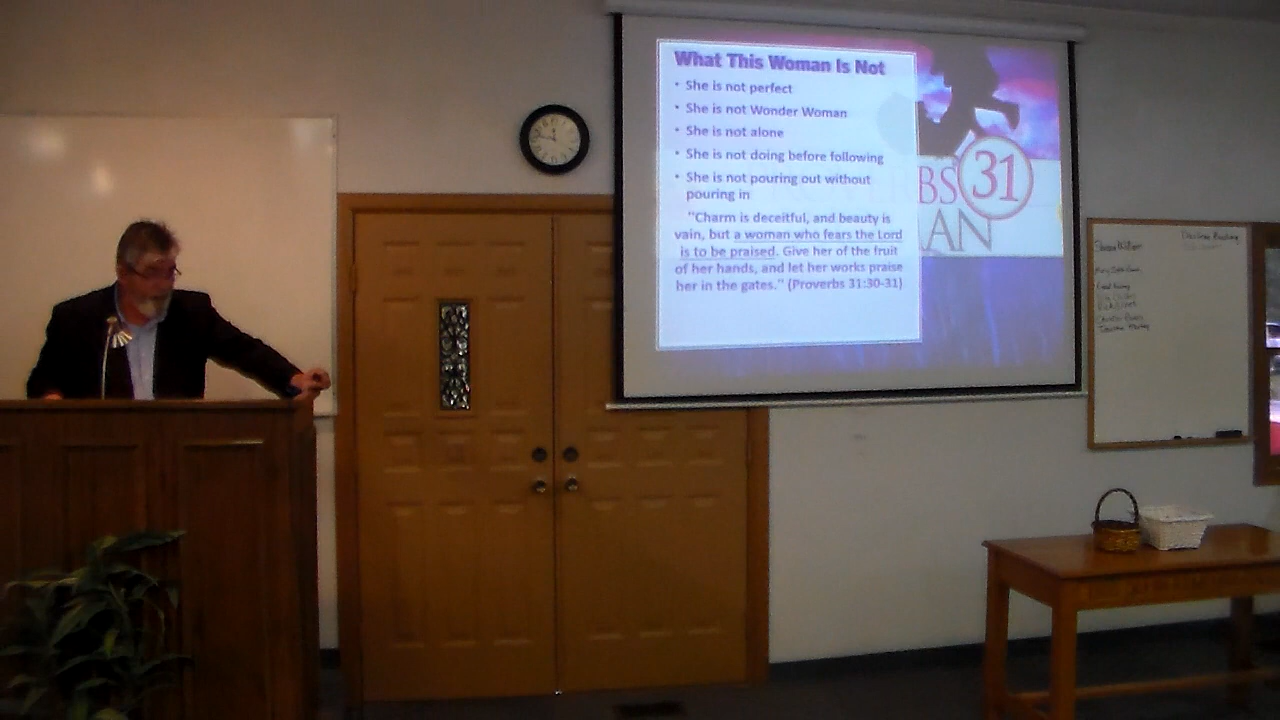 What This Woman Is Not
• She is not perfect
• She is not Wonder Woman
• She is not alone
• She is not doing before following
• She is not pouring out without
pouring in
"Charm is deceitful, and beauty is
vain, but a woman who fears the Lord
is to be praised. Give her of the fruit
of her hands, and let her works praise
her in the gates." (Proverbs 31:30-31)
BS 31
AN